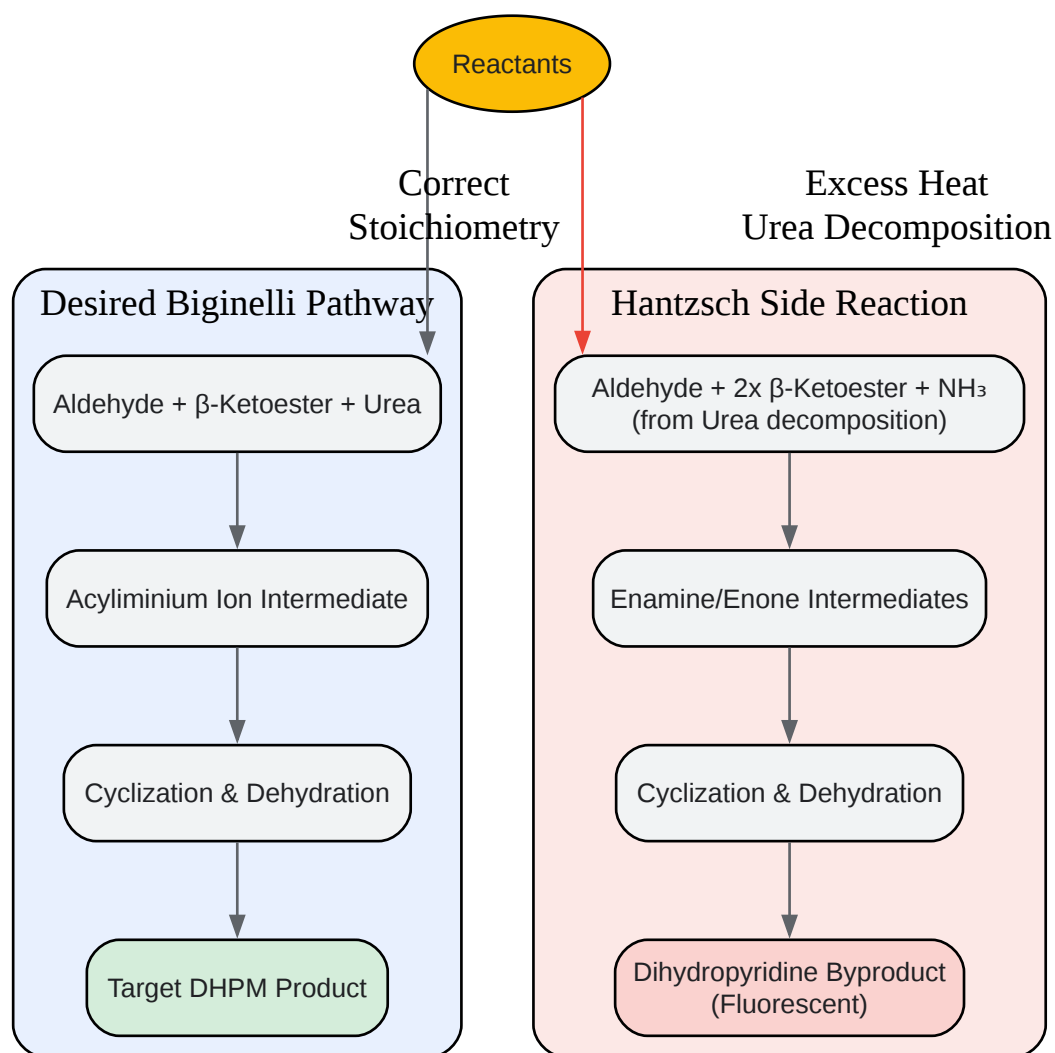 Reactants
Correct
Stoichiometry
Excess Heat
Urea Decomposition
Desired Biginelli Pathway
Aldehyde + β-Ketoester + Urea
Acyliminium Ion Intermediate
Cyclization & Dehydration
Target DHPM Product
Hantzsch Side Reaction
Aldehyde + 2x β-Ketoester + NH₃
(from Urea decomposition)
Enamine/Enone Intermediates
Cyclization & Dehydration
Dihydropyridine Byproduct
(Fluorescent)